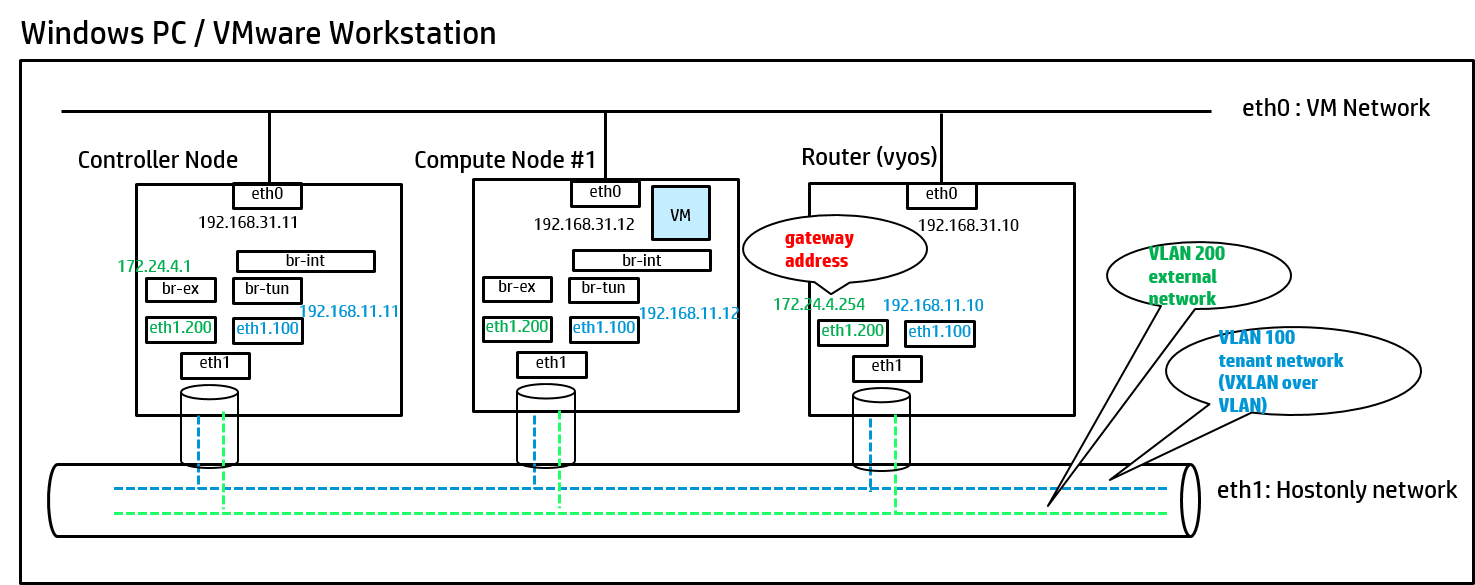 Windows PC / VMware Workstation
eth0 : VM Network
Controller Node
eth0
192.168.31.11
br-int
172.24.4.1
br-ex
br-tun
192.168.11.11
eth1.200
eth1.100
eth1
Compute Node #1
eth0
VM
192.168.31.12
br-int
br-ex
br-tun
192.168.11.12
eth1.200
eth1.100
eth1
Router (vyos)
eth0
192.168.31.10
gateway
address
172.24.4.254
192.168.11.10
eth1.200
eth1.100
eth1
VLAN 200
external
network
VLAN 100
tenant network
(VXLAN over
VLAN)
eth1: Hostonly network